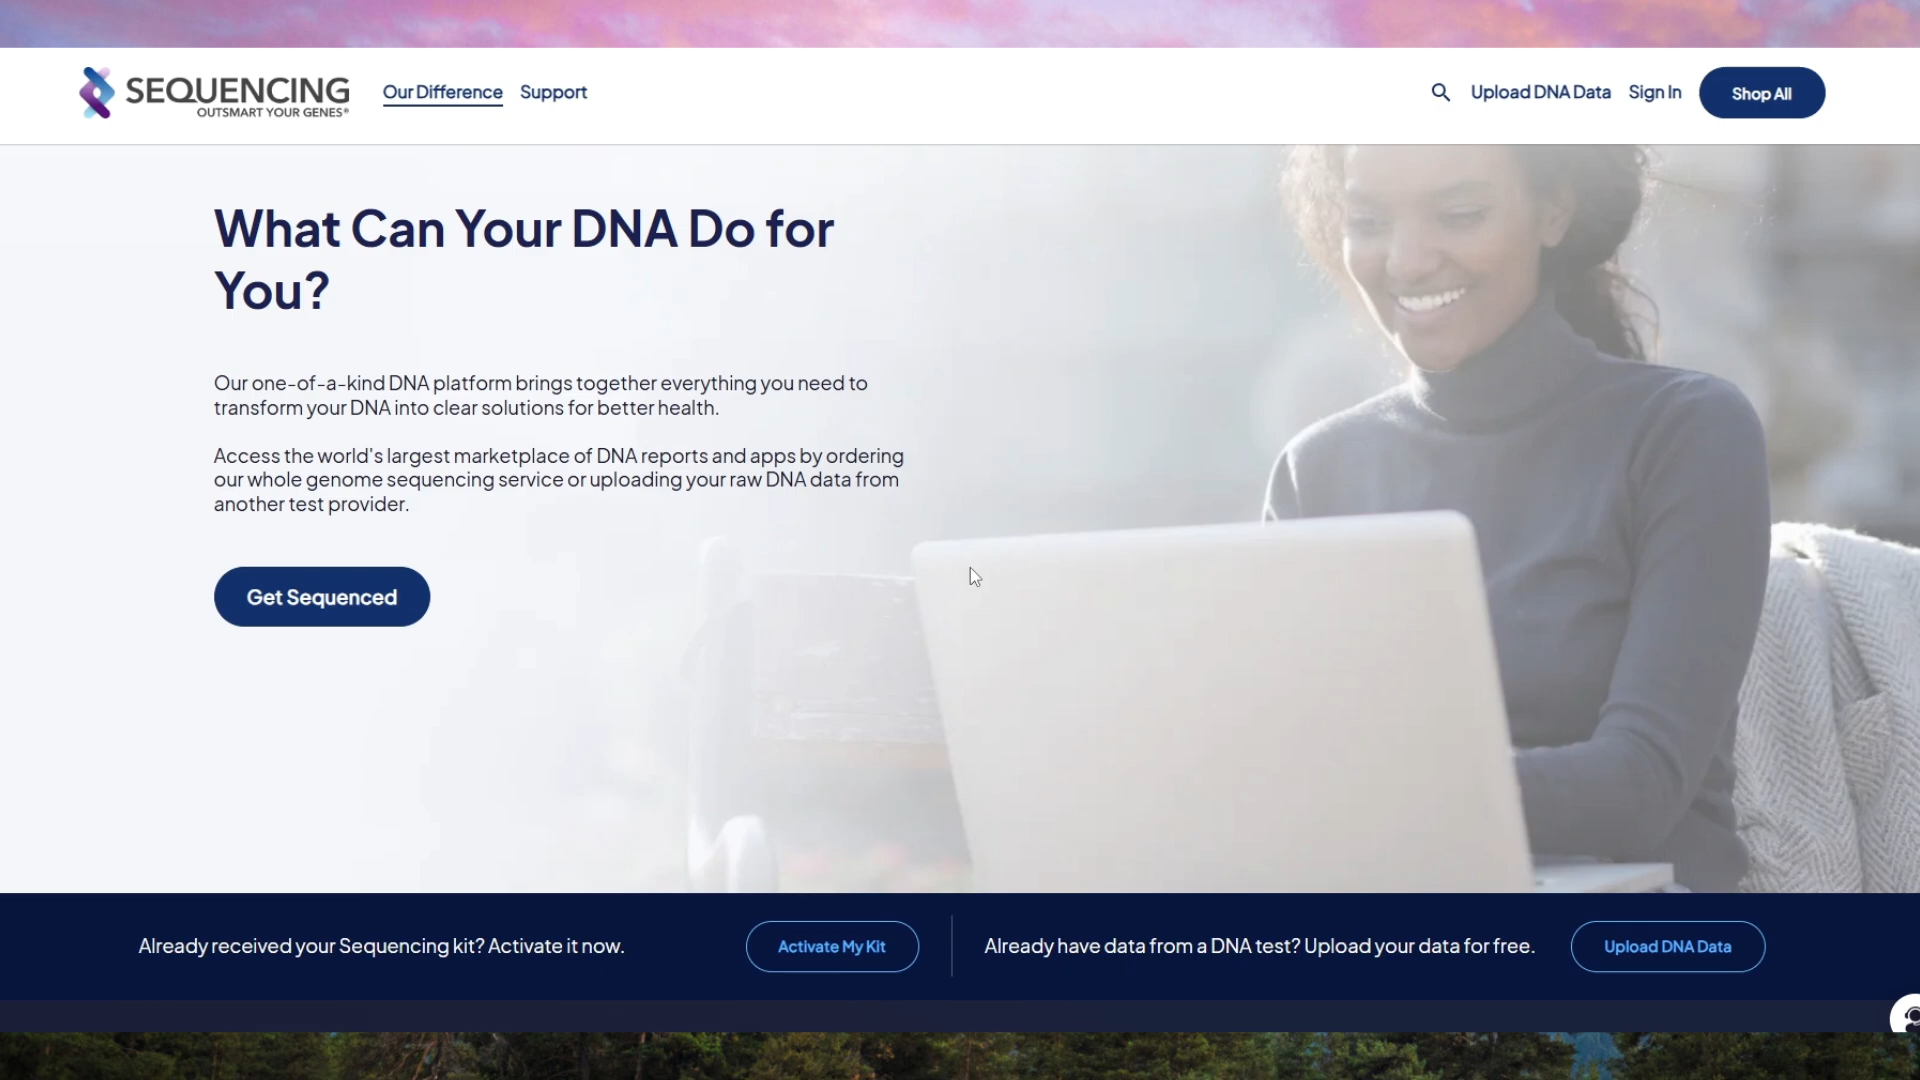 SEQUENCING
OUTSMART YOUR GENES®
Our Difference
Support
Upload DNA Data
Sign In
Shop All
What Can Your DNA Do for
You?
Our one-of-a-kind DNA platform brings together everything you need to
transform your DNA into clear solutions for better health.
Access the world's largest marketplace of DNA reports and apps by ordering
our whole genome sequencing service or uploading your raw DNA data from
another test provider.
Get Sequenced
Already received your Sequencing kit? Activate it now.
Activate My Kit
Already have data from a DNA test? Upload your data for free.
Upload DNA Data